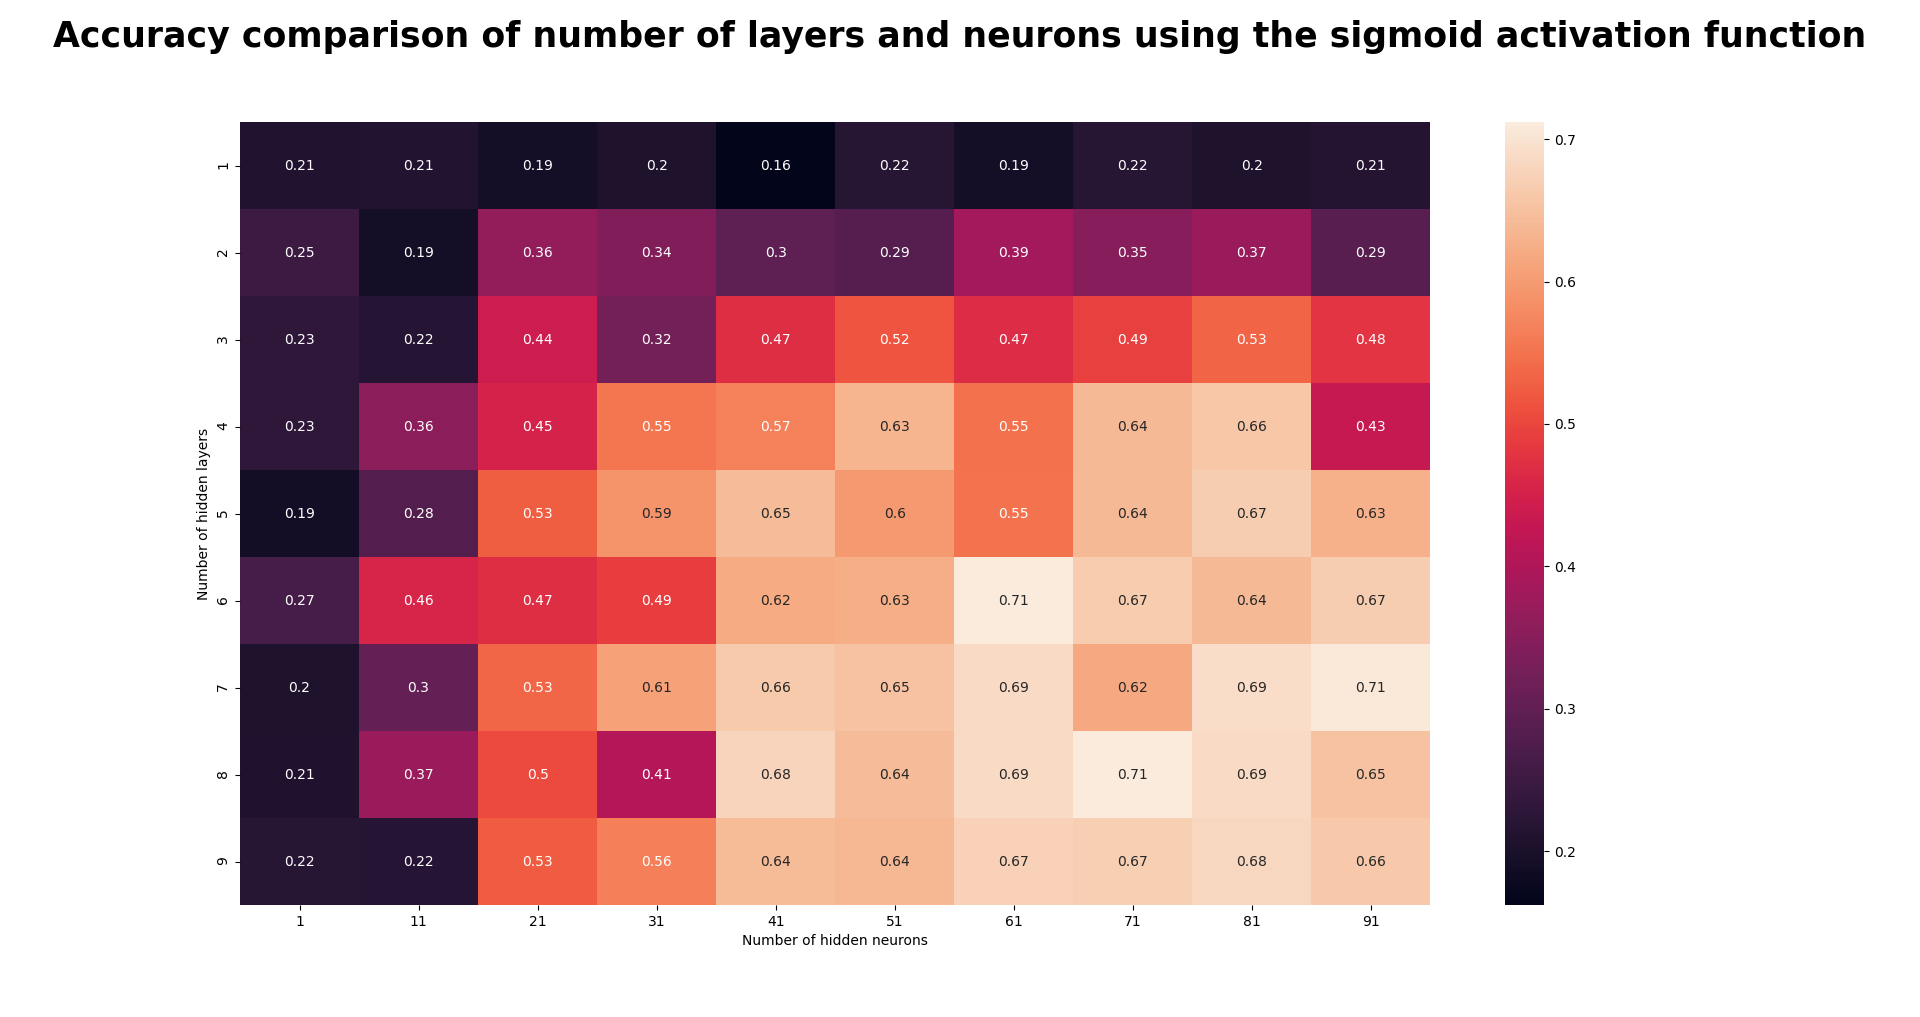 Accuracy comparison of number of layers and neurons using the sigmoid activation function
Number of hidden layers
1 0.21 0.21 0.19 0.2 0.16 0.22 0.19 0.22 0.2 0.21
2 0.25 0.19 0.36 0.34 0.3 0.29 0.39 0.35 0.37 0.29
3 0.23 0.22 0.44 0.32 0.47 0.52 0.47 0.49 0.53 0.48
4 0.23 0.36 0.45 0.55 0.57 0.63 0.55 0.64 0.66 0.43
5 0.19 0.28 0.53 0.59 0.65 0.6 0.55 0.64 0.67 0.63
6 0.27 0.46 0.47 0.49 0.62 0.63 0.71 0.67 0.64 0.67
7 0.2 0.3 0.53 0.61 0.66 0.65 0.69 0.62 0.69 0.71
8 0.21 0.37 0.5 0.41 0.68 0.64 0.69 0.71 0.69 0.65
9 0.22 0.22 0.53 0.56 0.64 0.64 0.67 0.67 0.68 0.66
1 11 21 31 41 51 61 71 81 91
Number of hidden neurons
0.7
0.6
0.5
0.4
0.3
0.2